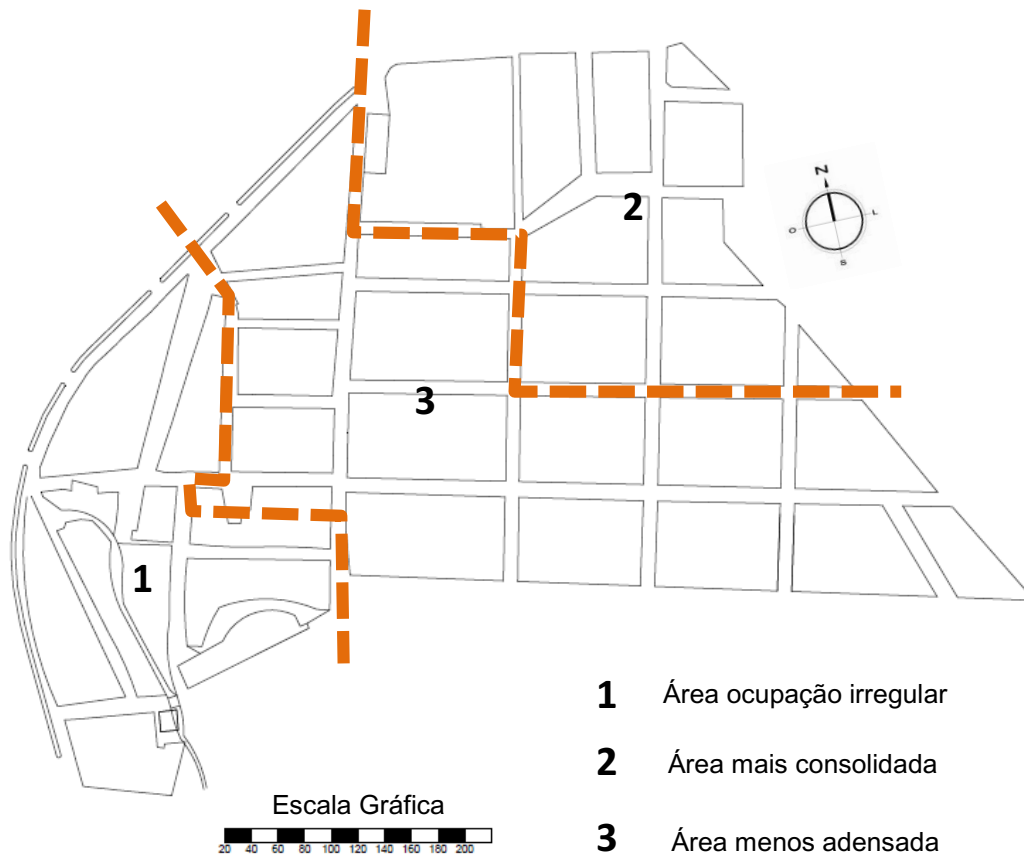 2
N
O
L
S
3
1
1 Área ocupação irregular
2 Área mais consolidada
3 Área menos adensada
Escala Gráfica
20 40 60 80 100 120 140 160 180 200